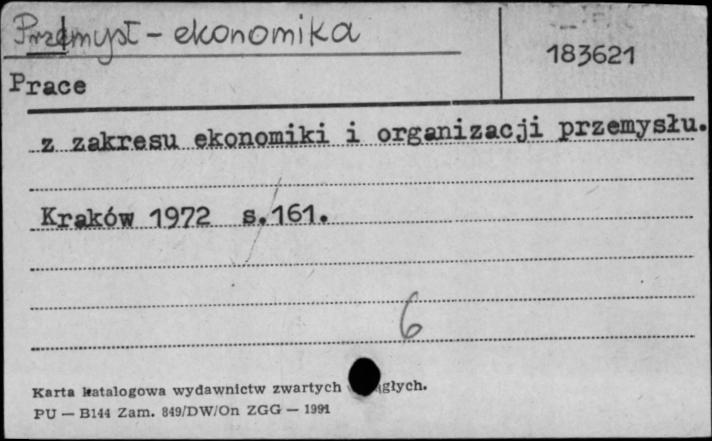 Przemysł - ekonomika
183621
Prace
z zakresu ekonomiki i organizacji przemysłu.
Kraków 1972 s.161.
6
Karta katalogowa wydawnictw zwartych
PU — B144 Zam. 849/DW/On ZGG — 1991